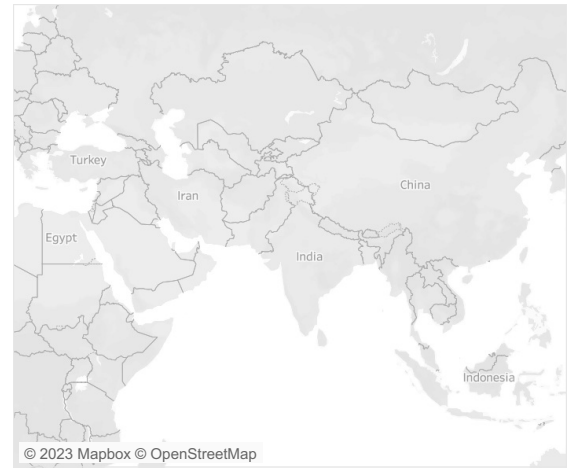 Turkey
Iran
China
Egypt
India
Indonesia
© 2023 Mapbox © OpenStreetMap